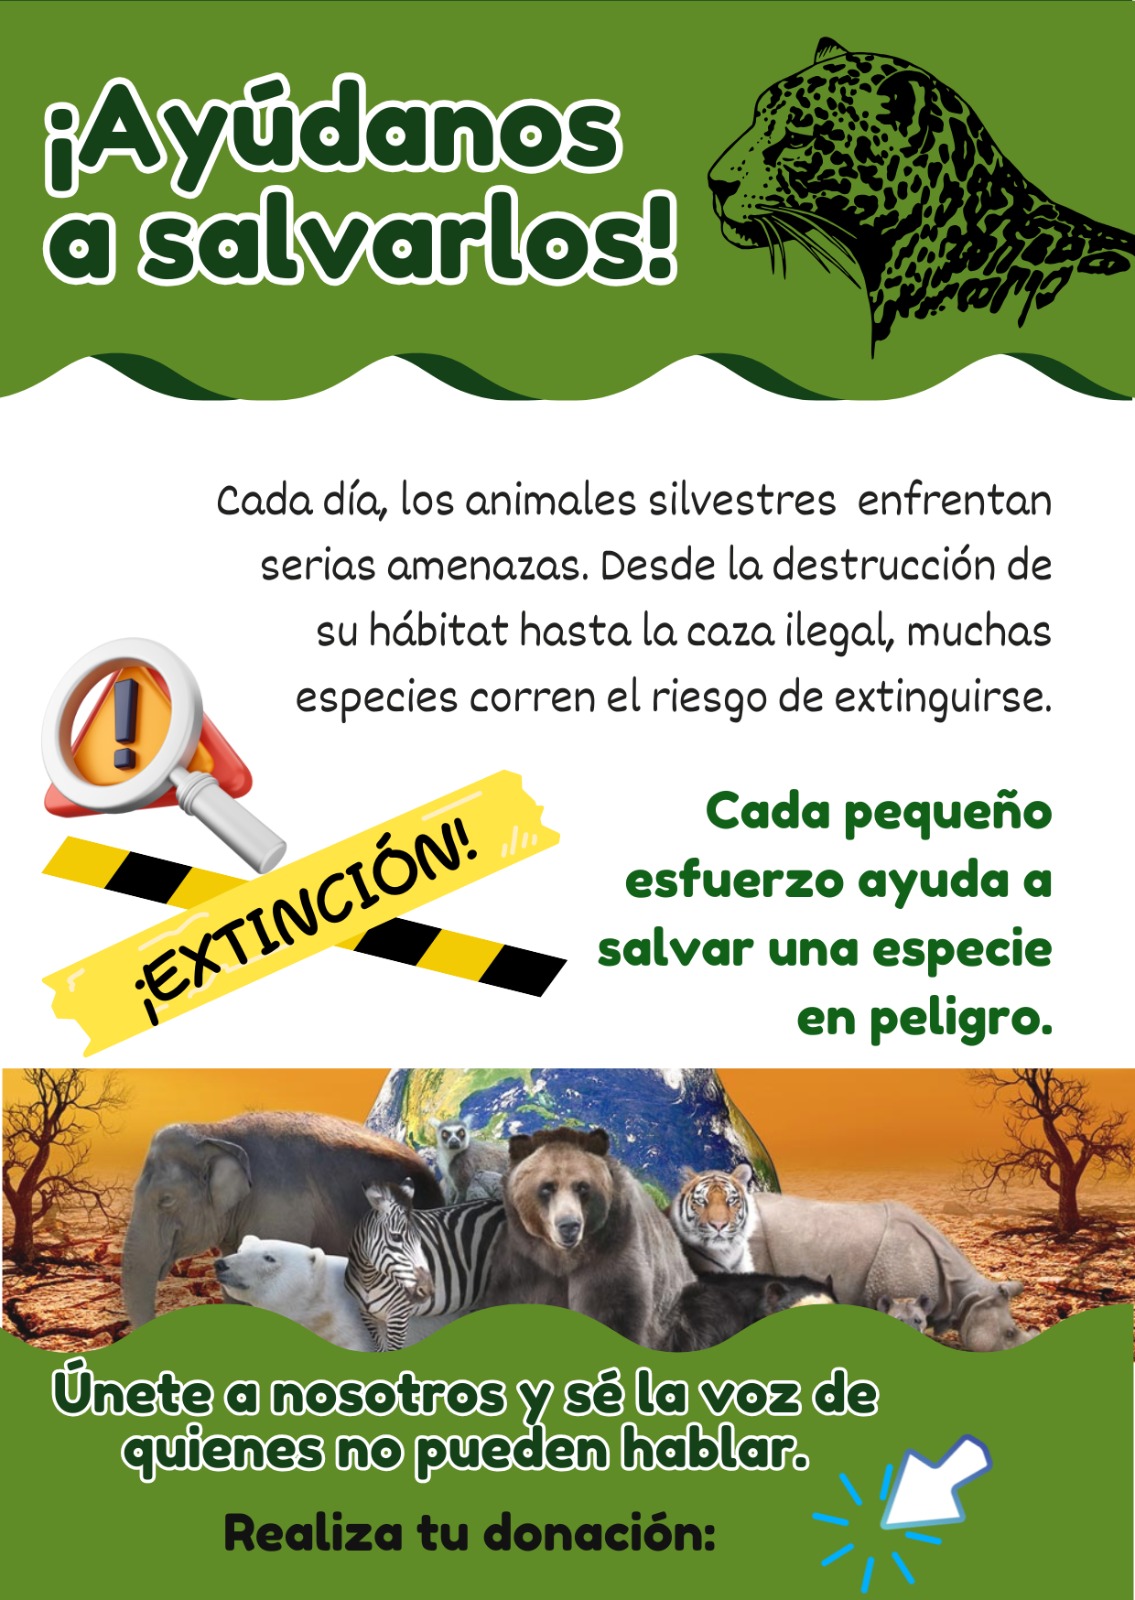 ¡Ayúdanos
a salvarlos!
Cada día, los animales silvestres enfrentan
serias amenazas. Desde la destrucción de
su hábitat hasta la caza ilegal, muchas
especies corren el riesgo de extinguirse.
¡EXTINCIÓN!
Cada pequeño
esfuerzo ayuda a
salvar una especie
en peligro.
Únete a nosotros y sé la voz de
quienes no pueden hablar.
Realiza tu donación: